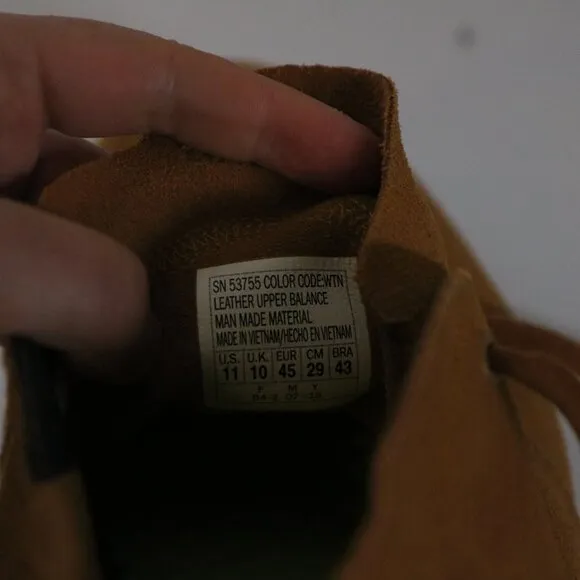 SN 53755 COLOR CODE:WTN
LEATHER UPPER BALANCE
MAN MADE MATERIAL
MADE IN VIETNAM/HECHO EN VIETNAM
U.S. U.K. EUR CM BRA
11 10 45 29 43
F M Y